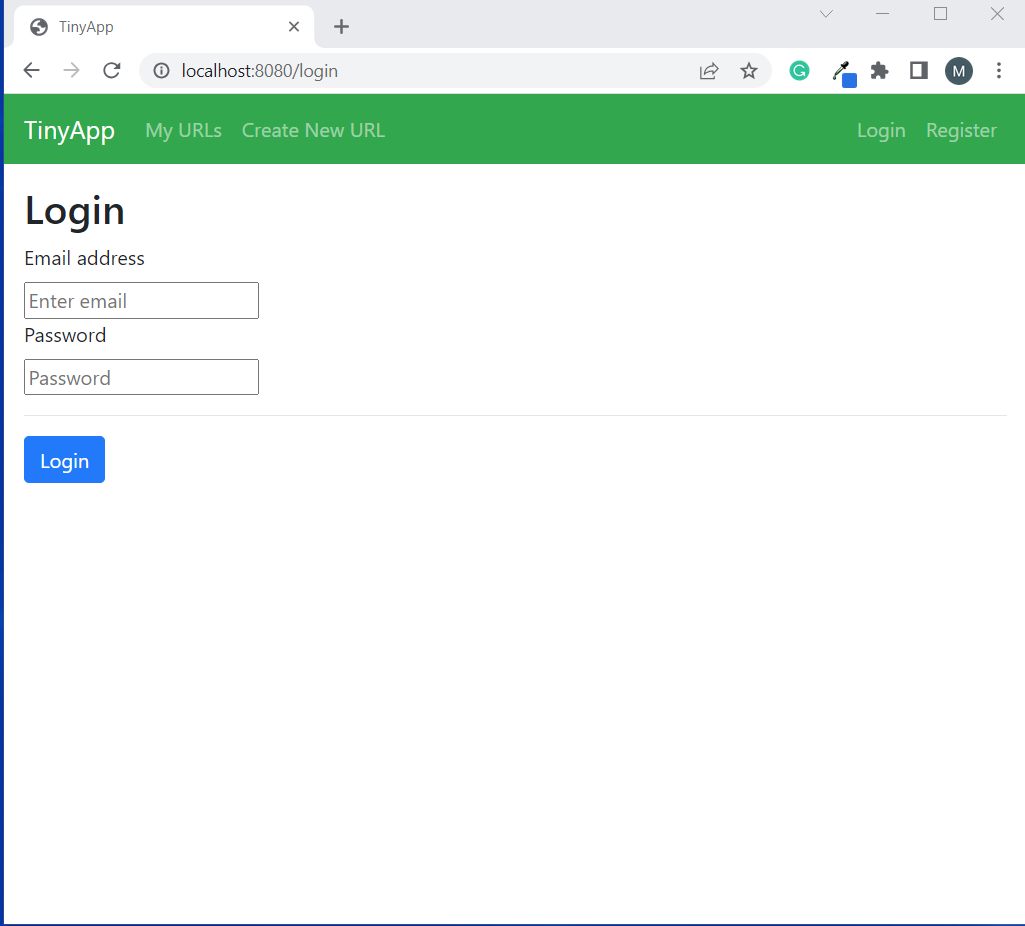 TinyApp
localhost:8080/login
M
TinyApp My URLs Create New URL Login Register
Login
Email address
Enter email
Password
Password
Login